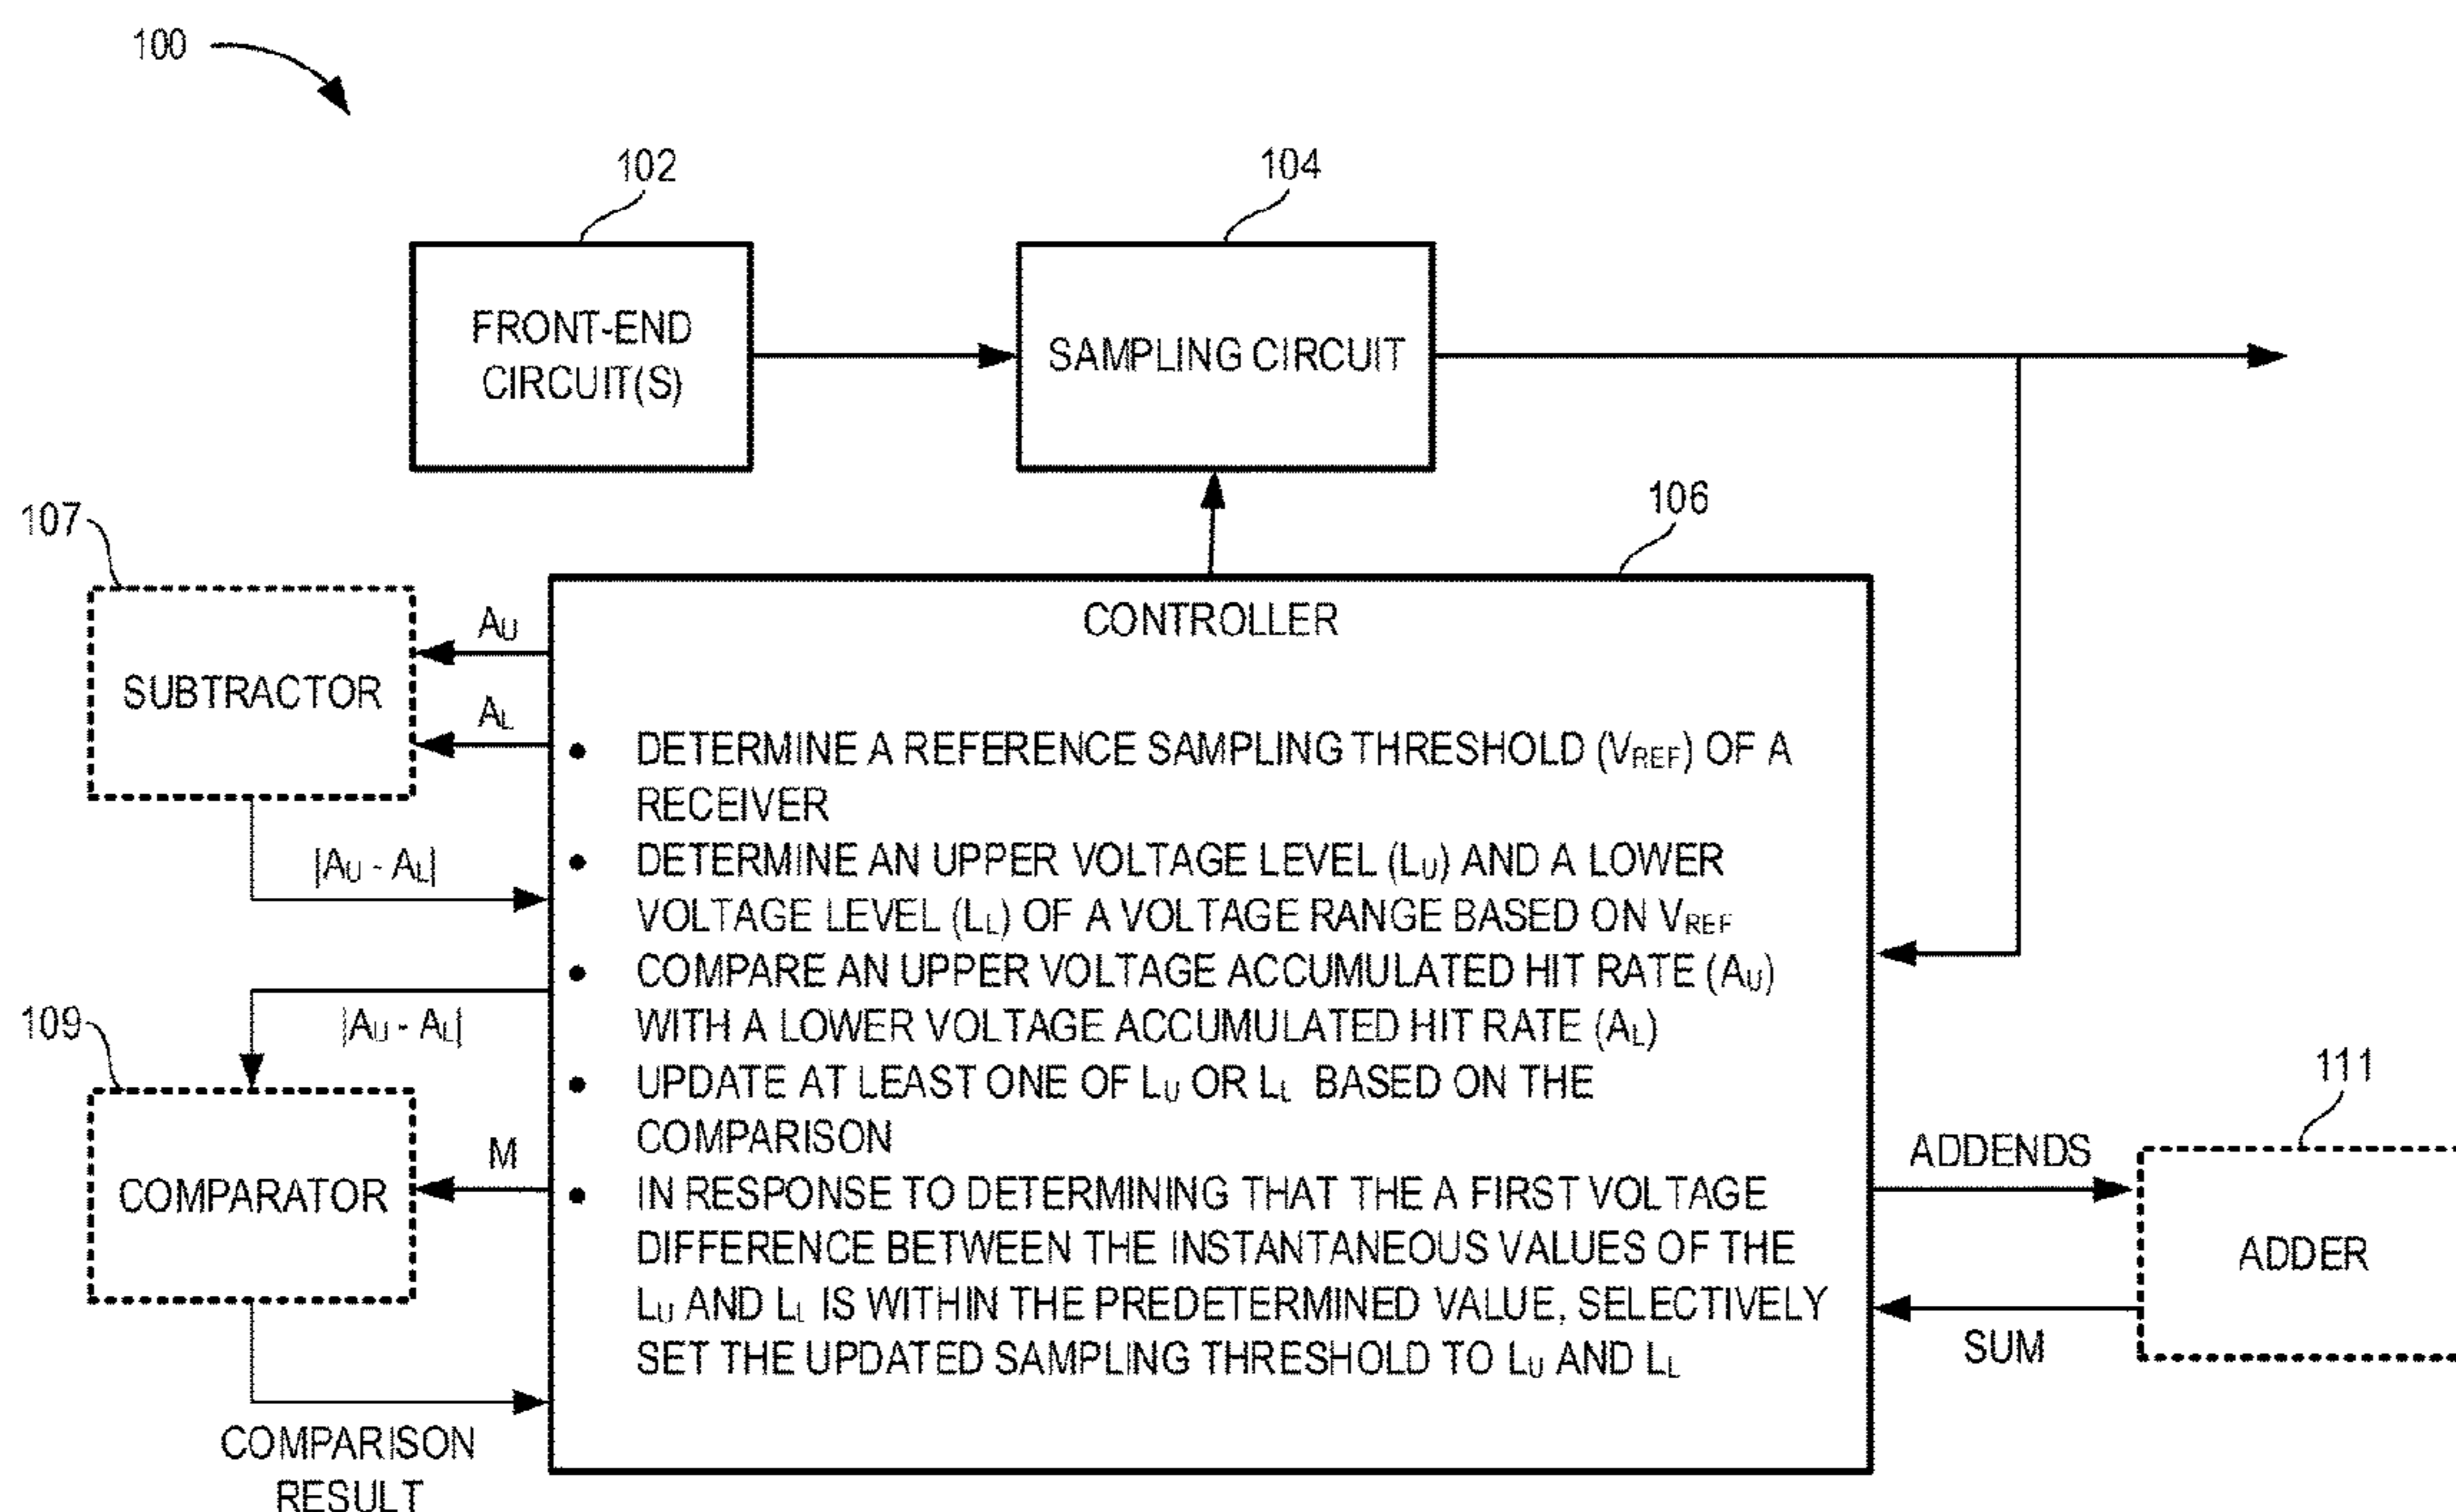 100
102
104
FRONT-END
CIRCUIT(S)
SAMPLING CIRCUIT
106
107
CONTROLLER
SUBTRACTOR
AU
AL
|AU - AL|
• DETERMINE A REFERENCE SAMPLING THRESHOLD (VREF) OF A
RECEIVER
• DETERMINE AN UPPER VOLTAGE LEVEL (LU) AND A LOWER
VOLTAGE LEVEL (LL) OF A VOLTAGE RANGE BASED ON VREF
• COMPARE AN UPPER VOLTAGE ACCUMULATED HIT RATE (AU)
WITH A LOWER VOLTAGE ACCUMULATED HIT RATE (AL)
• UPDATE AT LEAST ONE OF LU OR LL BASED ON THE
COMPARISON
• IN RESPONSE TO DETERMINING THAT THE A FIRST VOLTAGE
DIFFERENCE BETWEEN THE INSTANTANEOUS VALUES OF THE
LU AND LL IS WITHIN THE PREDETERMINED VALUE, SELECTIVELY
SET THE UPDATED SAMPLING THRESHOLD TO LU AND LL
109
|AU - AL|
M
COMPARATOR
COMPARISON
RESULT
111
ADDENDS
ADDER
SUM